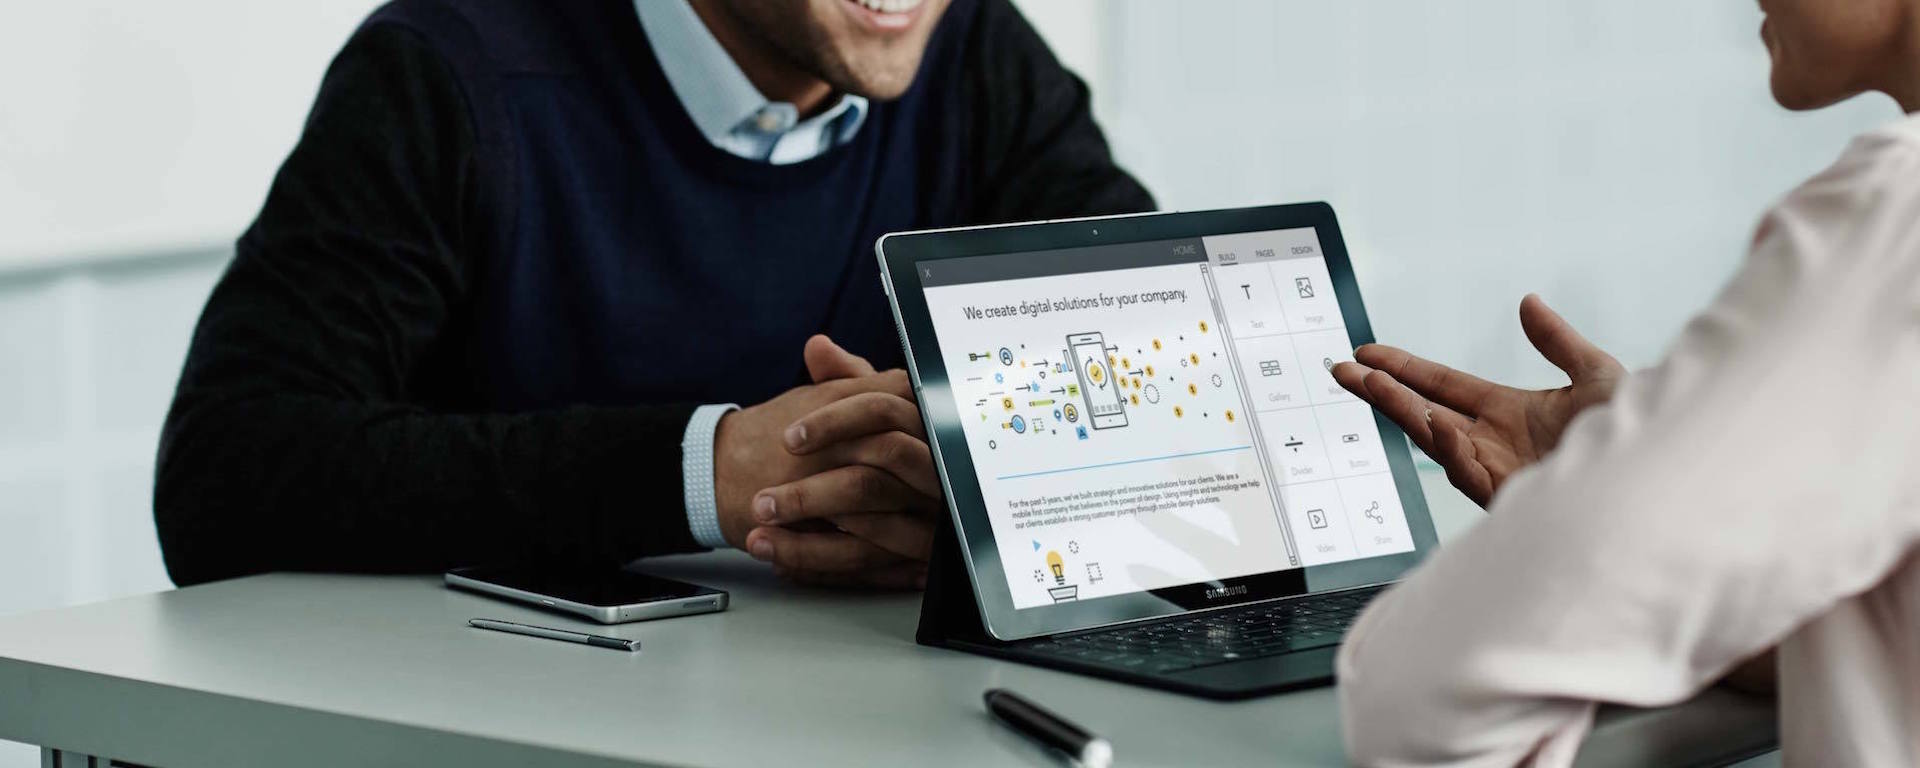 X
HOME
BUILD PAGES DESIGN
We create digital solutions for your company.
Text Image
Gallery
Divider Button
Video Share
For the past 5 years, we've built strategic and innovative solutions for our clients. We are a
mobile first company that believes in the power of design. Using insights and technology we help
our clients establish a strong customer journey through mobile design solutions.
SAMSUNG